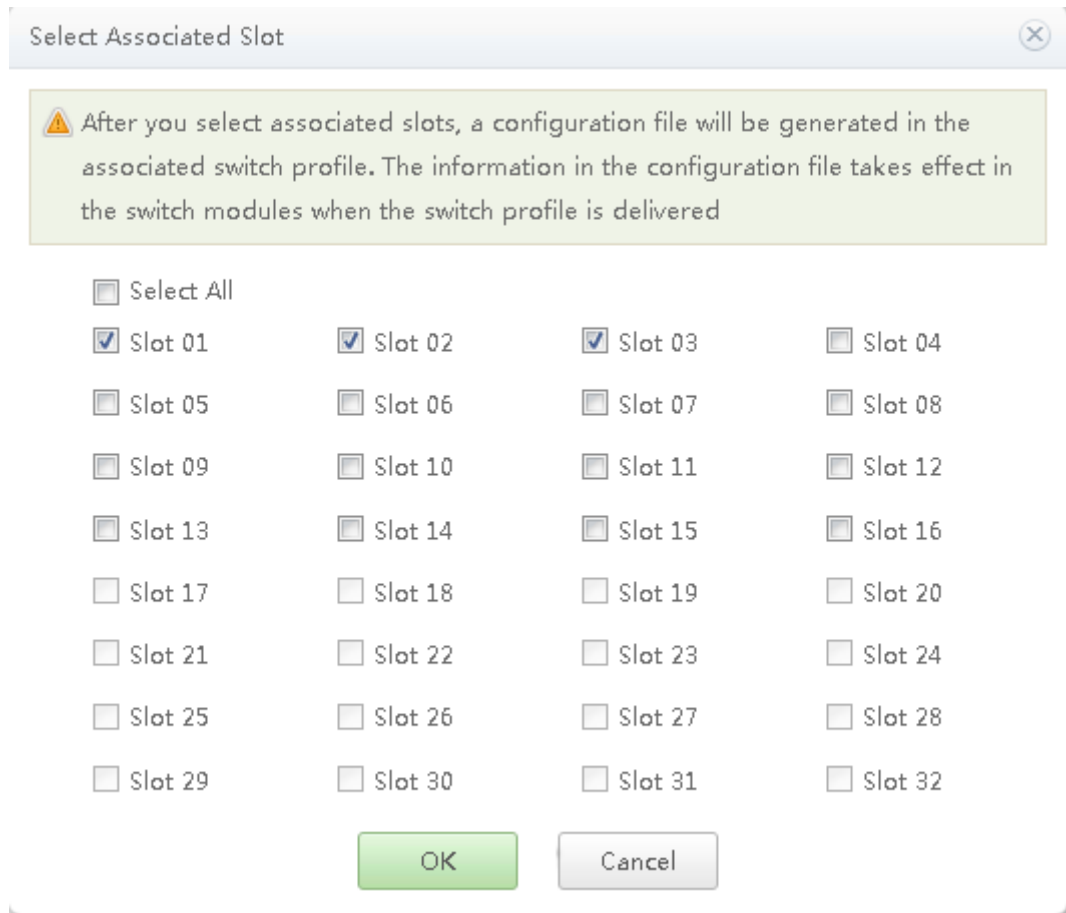 Select Associated Slot
After you select associated slots, a configuration file will be generated in the
associated switch profile. The information in the configuration file takes effect in
the switch modules when the switch profile is delivered
Select All
Slot 01 Slot 02 Slot 03 Slot 04
Slot 05 Slot 06 Slot 07 Slot 08
Slot 09 Slot 10 Slot 11 Slot 12
Slot 13 Slot 14 Slot 15 Slot 16
Slot 17 Slot 18 Slot 19 Slot 20
Slot 21 Slot 22 Slot 23 Slot 24
Slot 25 Slot 26 Slot 27 Slot 28
Slot 29 Slot 30 Slot 31 Slot 32
OK Cancel